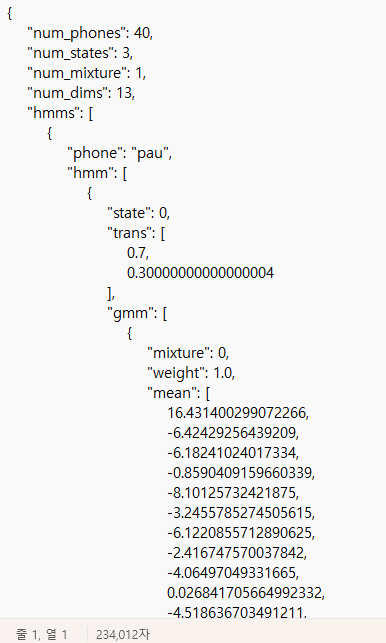 {
"num_phones": 40,
"num_states": 3,
"num_mixture": 1,
"num_dims": 13,
"hmms": [
{
"phone": "pau",
"hmm": [
{
"state": 0,
"trans": [
0.7,
0.30000000000000004
],
"gmm": [
{
"mixture": 0,
"weight": 1.0,
"mean": [
16.431400299072266,
-6.42429256439209,
-6.18241024017334,
-0.8590409159660339,
-8.10125732421875,
-3.2455785274505615,
-6.1220855712890625,
-2.416747570037842,
-4.06497049331665,
0.026841705664992332,
-4.518636703491211,
줄 1, 열 1 234,012자